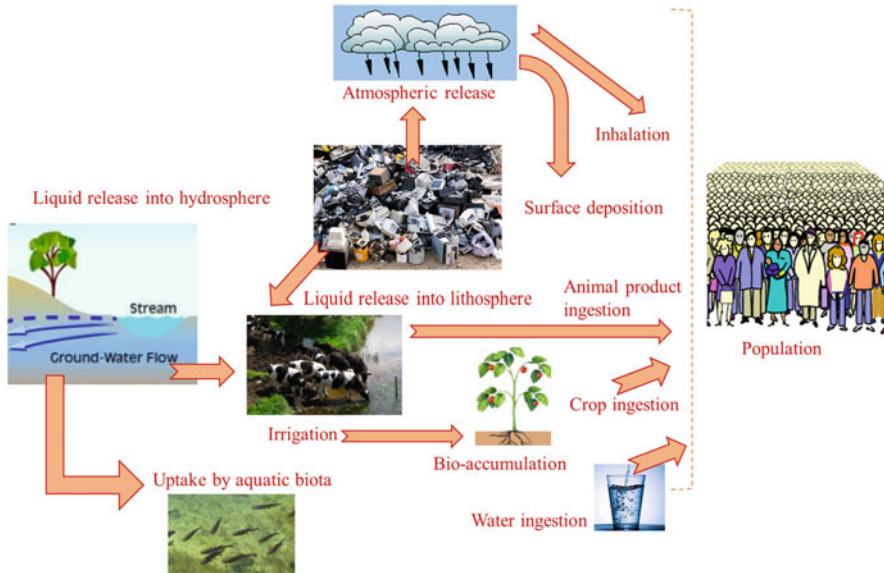 Atmospheric release
Inhalation
Liquid release into hydrosphere
Surface deposition
Liquid release into lithosphere
Animal product
ingestion
Stream
Ground-Water Flow
Population
Crop ingestion
Irrigation
Bio-accumulation
Uptake by aquatic biota
Water ingestion